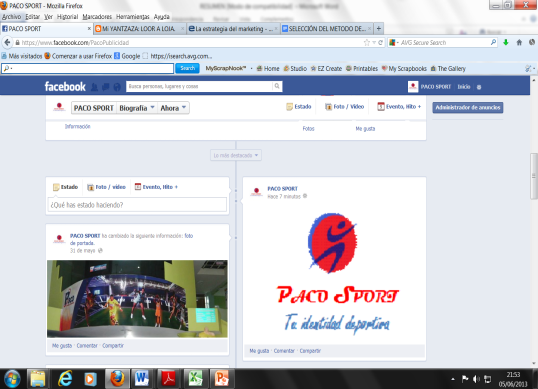 PACO SPORT - Mozilla Firefox
Archivo Editar Ver Historial Marcadores Herramientas Ayuda
PACO SPORT
Mi YANTZAZA: LOOR A LOJA.
La estrategia del marketing - ...
SELECCIÓN DEL METODO DE...
https://www.facebook.com/PacoPublicidad
AVG Secure Search
Más visitados Comenzar a usar Firefox Google https://isearch.avg.com...
Search MyScrapNook™ Home Studio EZ Create Printables My Scrapbooks The Gallery
facebook
Busca personas, lugares y cosas
PACO SPORT Inicio
PACO SPORT Biografía Ahora
Estado Foto / Vídeo Evento, Hito +
Administrador de anuncios
Información
Fotos Me gusta
Lo más destacado
Estado Foto / vídeo Evento, Hito +
¿Qué has estado haciendo?
PACO SPORT ha cambiado la siguiente información: foto
de portada.
31 de mayo
Me gusta · Comentar · Compartir
PACO SPORT
Hace 7 minutos
PACO SPORT
Tu identidad deportiva
Me gusta · Comentar · Compartir
21:53
05/06/2013